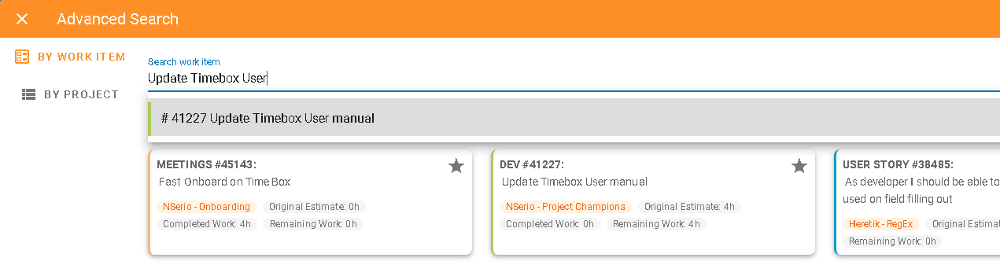 Advanced Search
BY WORK ITEM
BY PROJECT
Search work item
Update Timebox User
# 41227 Update Timebox User manual
MEETINGS #45143:
Fast Onboard on Time Box
NSerio - Onboarding Original Estimate: 0h
Completed Work: 4h Remaining Work: 0h
DEV #41227:
Update Timebox User manual
NSerio - Project Champions Original Estimate: 4h
Completed Work: 0h Remaining Work: 4h
USER STORY #38485:
As developer I should be able to
used on field filling out
Heretik - RegEx Original Estimat
Remaining Work: 0h